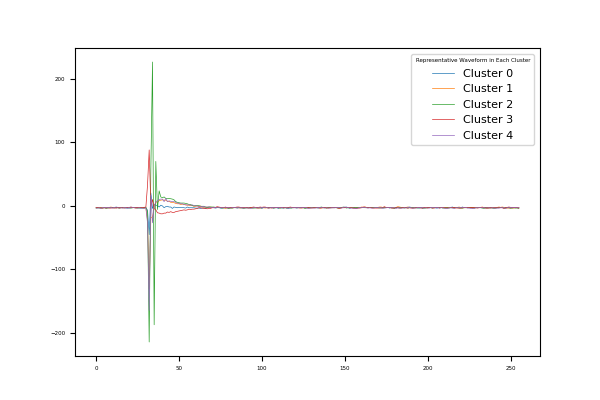 Representative Waveform in Each Cluster
Cluster 0
Cluster 1
Cluster 2
Cluster 3
Cluster 4
200
100
0
−100
−200
0 50 100 150 200 250